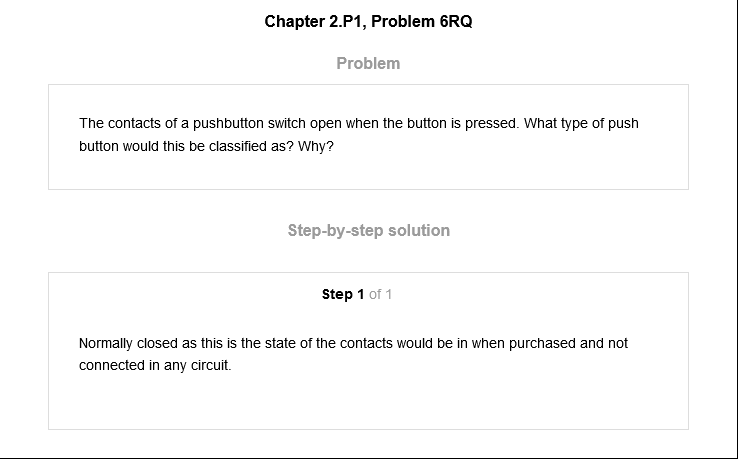 Chapter 2.P1, Problem 6RQ
Problem
The contacts of a pushbutton switch open when the button is pressed. What type of push
button would this be classified as? Why?
Step-by-step solution
Step 1 of 1
Normally closed as this is the state of the contacts would be in when purchased and not
connected in any circuit.